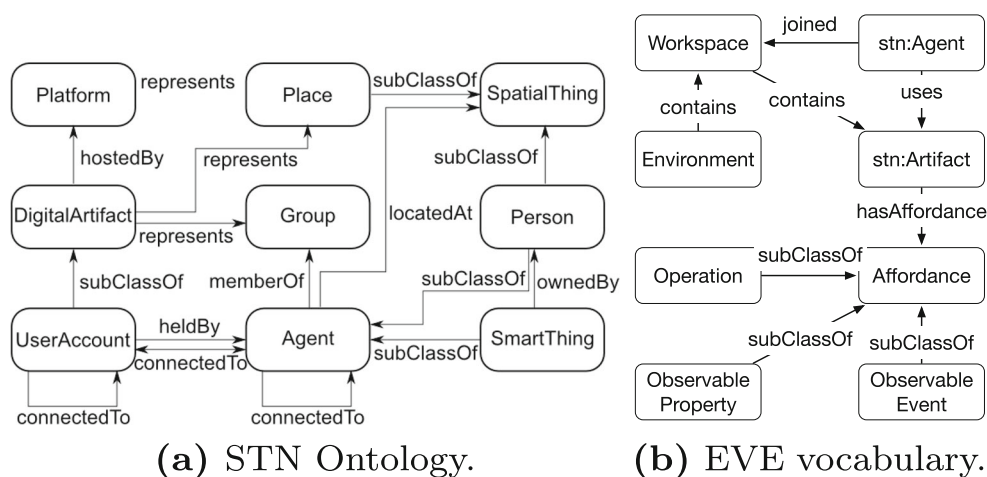 Platform
represents
Place
subClassOf
SpatialThing
hostedBy
represents
subClassOf
DigitalArtifact
represents
Group
locatedAt
Person
subClassOf
memberOf
subClassOf
ownedBy
UserAccount
heldBy
connectedTo
Agent
subClassOf
SmartThing
connectedTo
connectedTo
(a) STN Ontology.
Workspace
joined
stn:Agent
contains
contains
uses
Environment
stn:Artifact
hasAffordance
Operation
subClassOf
Affordance
subClassOf
subClassOf
Observable
Property
Observable
Event
(b) EVE vocabulary.